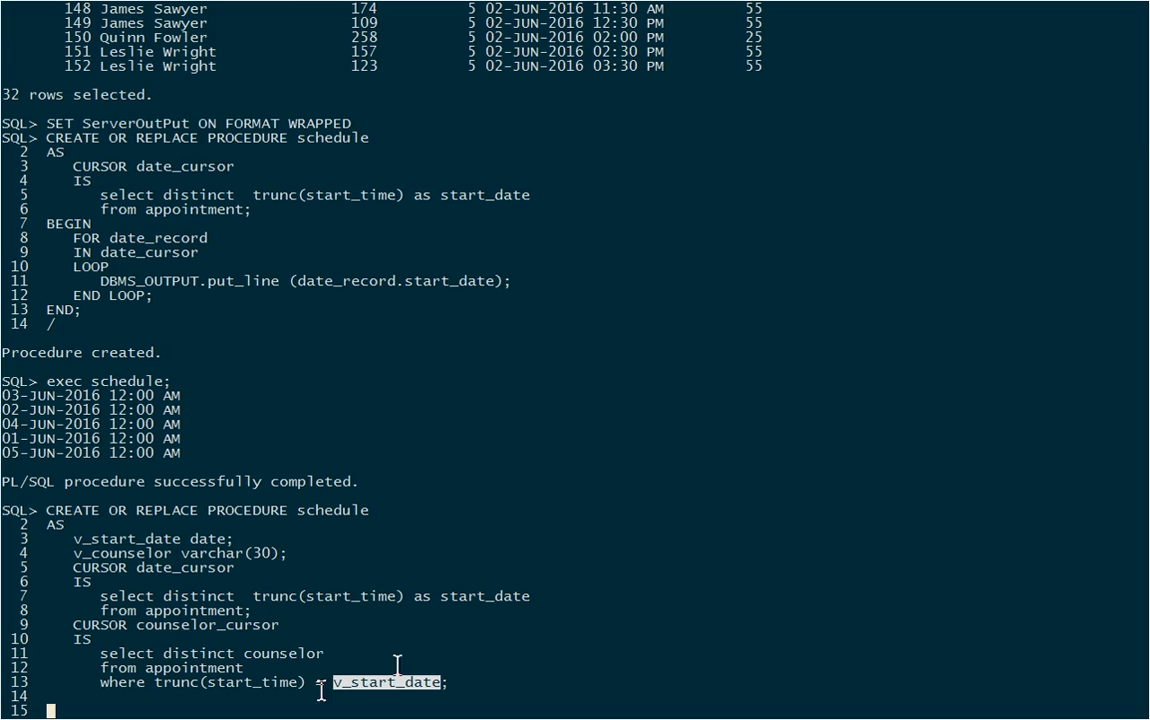 148 James Sawyer 174 5 02-JUN-2016 11:30 AM 55
149 James Sawyer 109 5 02-JUN-2016 12:30 PM 55
150 Quinn Fowler 258 5 02-JUN-2016 02:00 PM 25
151 Leslie Wright 157 5 02-JUN-2016 02:30 PM 55
152 Leslie Wright 123 5 02-JUN-2016 03:30 PM 55
32 rows selected.
SQL> SET ServerOutPut ON FORMAT WRAPPED
SQL> CREATE OR REPLACE PROCEDURE schedule
2 AS
3 CURSOR date_cursor
4 IS
5 select distinct trunc(start_time) as start_date
6 from appointment;
7 BEGIN
8 FOR date_record
9 IN date_cursor
10 LOOP
11 DBMS_OUTPUT.put_line (date_record.start_date);
12 END LOOP;
13 END;
14 /
Procedure created.
SQL> exec schedule;
03-JUN-2016 12:00 AM
02-JUN-2016 12:00 AM
04-JUN-2016 12:00 AM
01-JUN-2016 12:00 AM
05-JUN-2016 12:00 AM
PL/SQL procedure successfully completed.
SQL> CREATE OR REPLACE PROCEDURE schedule
2 AS
3 v_start_date date;
4 v_counselor varchar(30);
5 CURSOR date_cursor
6 IS
7 select distinct trunc(start_time) as start_date
8 from appointment;
9 CURSOR counselor_cursor
10 IS
11 select distinct counselor
12 from appointment
13 where trunc(start_time) = v_start_date;
14
15